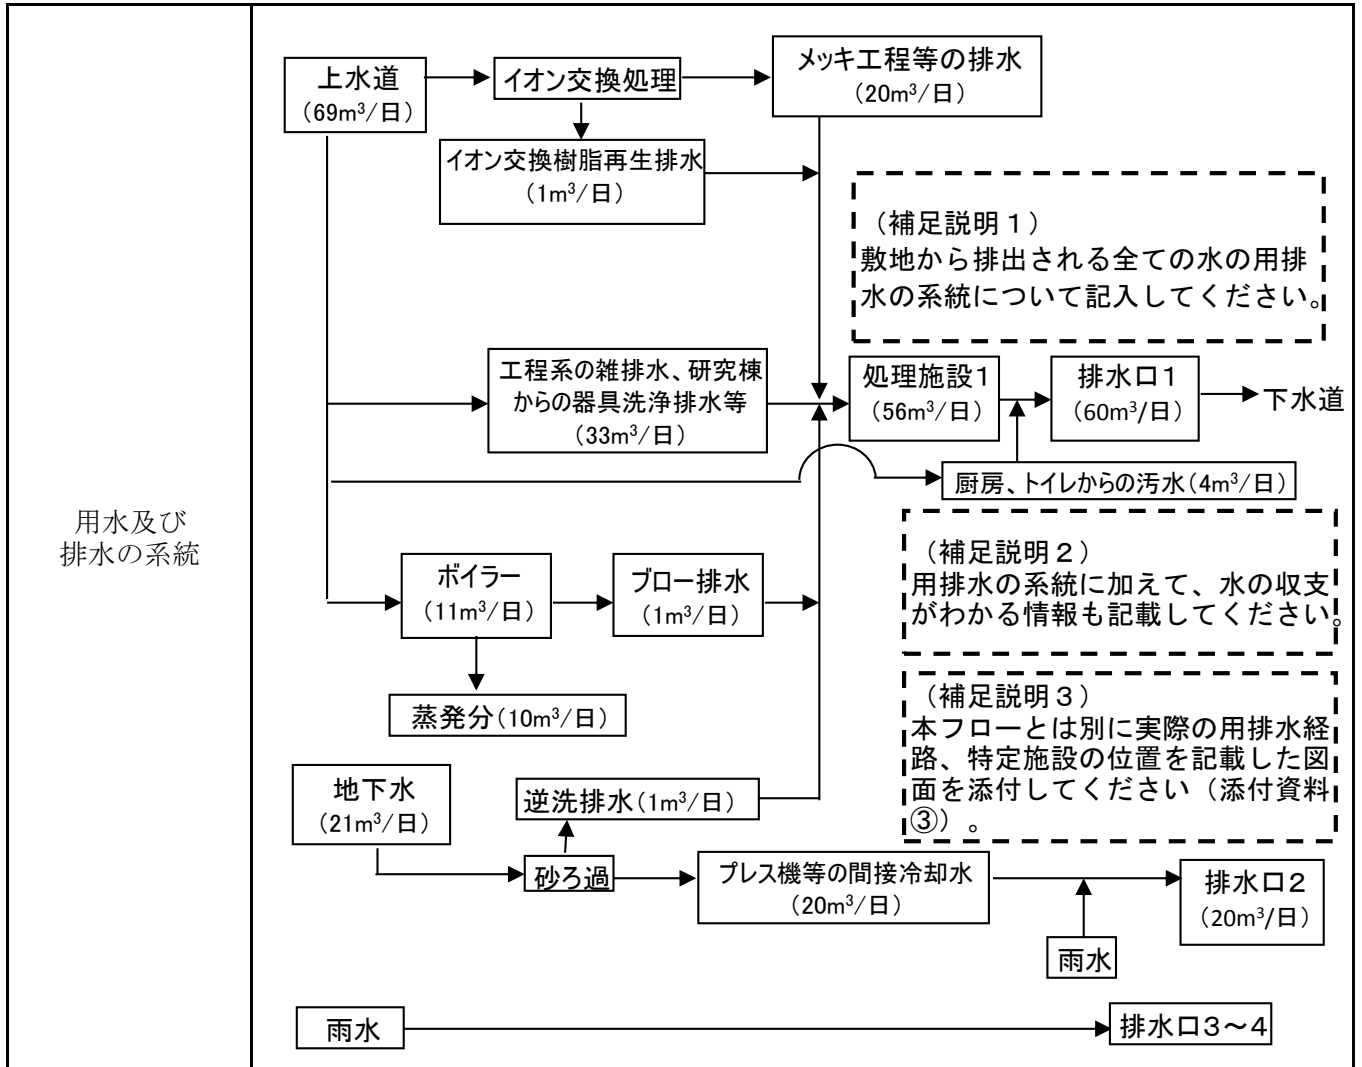 用水及び
排水の系統
上水道
（69m³/日）
イオン交換処理
メッキ工程等の排水
（20m³/日）
イオン交換樹脂再生排水
（1m³/日）
（補足説明１）
敷地から排出される全ての水の用排
水の系統について記入してください。
工程系の雑排水、研究棟
からの器具洗浄排水等
（33m³/日）
処理施設1
（56m³/日）
排水口1
（60m³/日）
下水道
厨房、トイレからの汚水（4m³/日）
ボイラー
（11m³/日）
ブロー排水
（1m³/日）
（補足説明２）
用排水の系統に加えて、水の収支
がわかる情報も記載してください。
蒸発分（10m³/日）
（補足説明３）
本フローとは別に実際の用排水経
路、特定施設の位置を記載した図
面を添付してください（添付資料
③）。
地下水
（21m³/日）
逆洗排水（1m³/日）
砂ろ過
プレス機等の間接冷却水
（20m³/日）
排水口２
（20m³/日）
雨水
雨水
排水口３～４